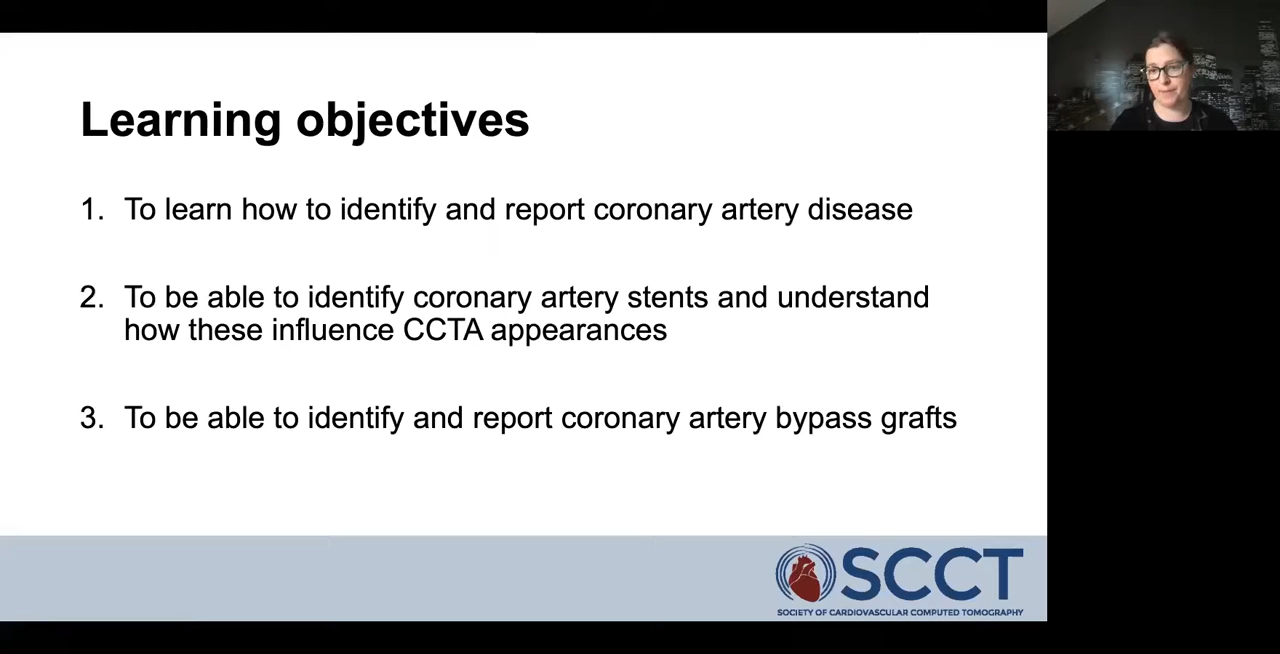 Learning objectives
1. To learn how to identify and report coronary artery disease
2. To be able to identify coronary artery stents and understand
how these influence CCTA appearances
3. To be able to identify and report coronary artery bypass grafts
SCCT
SOCIETY OF CARDIOVASCULAR COMPUTED TOMOGRAPHY